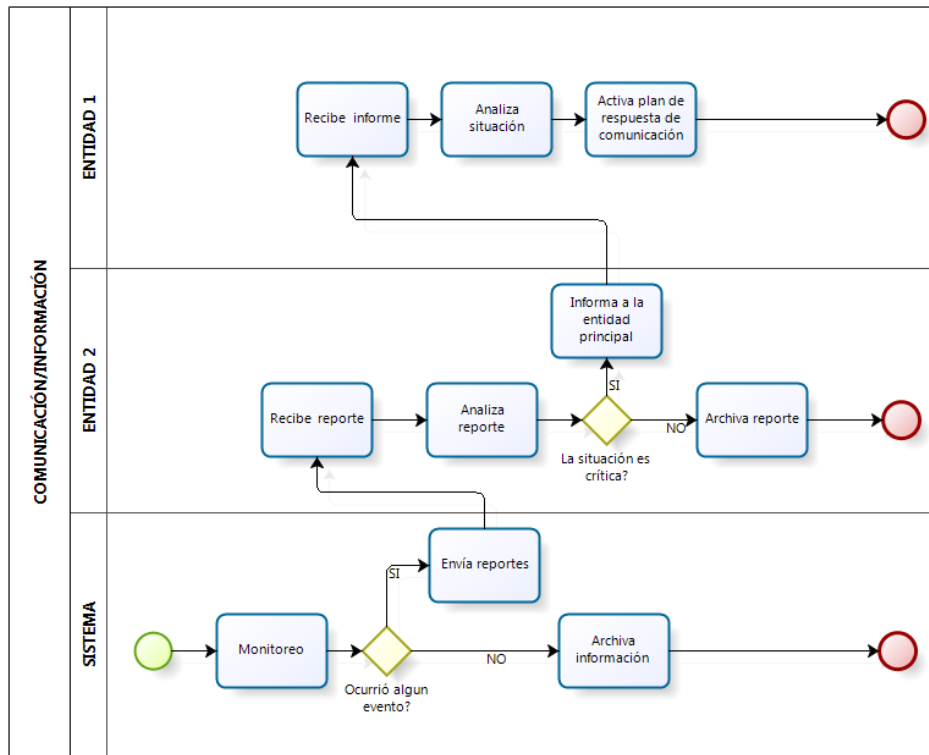 COMUNICACIÓN/INFORMACIÓN
ENTIDAD 1
Recibe informe
Analiza
situación
Activa plan de
respuesta de
comunicación
ENTIDAD 2
Informa a la
entidad
principal
SI
Recibe reporte
Analiza
reporte
La situación es
crítica?
NO
Archiva reporte
SISTEMA
Envía reportes
SI
Monitoreo
Ocurrió algun
evento?
NO
Archiva
información